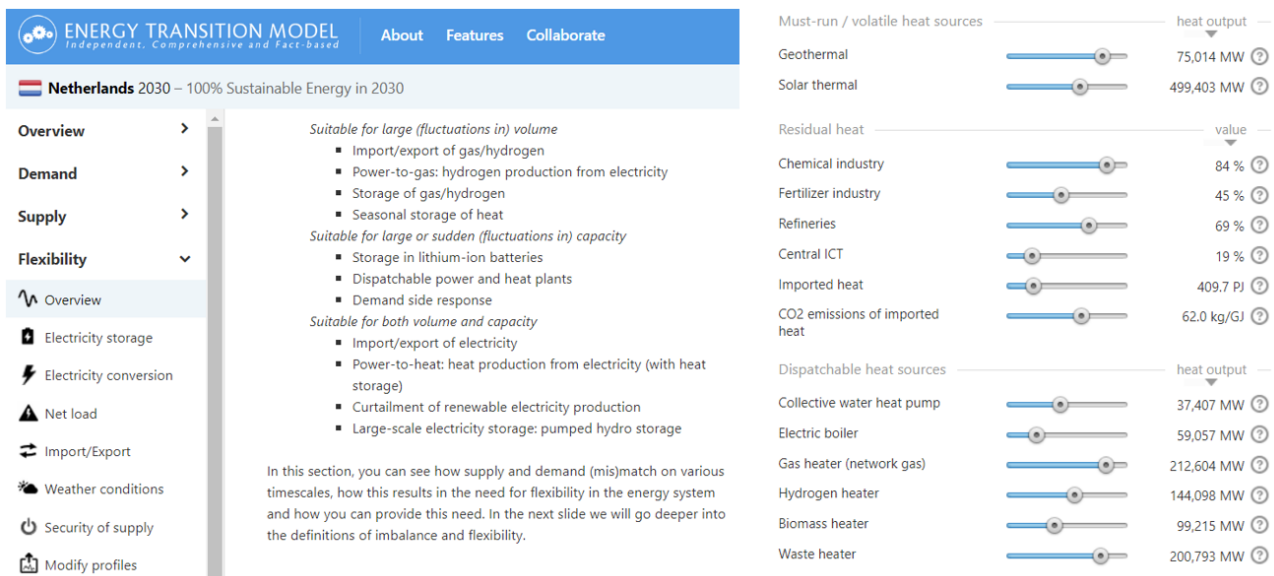 ENERGY TRANSITION MODEL
Independent, Comprehensive and Fact-based
About Features Collaborate
Netherlands 2030 – 100% Sustainable Energy in 2030
Overview
Demand
Supply
Flexibility
Overview
Electricity storage
Electricity conversion
Net load
Import/Export
Weather conditions
Security of supply
Modify profiles
Suitable for large (fluctuations in) volume
▪ Import/export of gas/hydrogen
▪ Power-to-gas: hydrogen production from electricity
▪ Storage of gas/hydrogen
▪ Seasonal storage of heat
Suitable for large or sudden (fluctuations in) capacity
▪ Storage in lithium-ion batteries
▪ Dispatchable power and heat plants
▪ Demand side response
Suitable for both volume and capacity
▪ Import/export of electricity
▪ Power-to-heat: heat production from electricity (with heat
storage)
▪ Curtailment of renewable electricity production
▪ Large-scale electricity storage: pumped hydro storage
In this section, you can see how supply and demand (mis)match on various
timescales, how this results in the need for flexibility in the energy system
and how you can provide this need. In the next slide we will go deeper into
the definitions of imbalance and flexibility.
Must-run / volatile heat sources heat output
Geothermal 75,014 MW ?
Solar thermal 499,403 MW ?
Residual heat value
Chemical industry 84 % ?
Fertilizer industry 45 % ?
Refineries 69 % ?
Central ICT 19 % ?
Imported heat 409.7 PJ ?
CO2 emissions of imported 62.0 kg/GJ ?
heat
Dispatchable heat sources heat output
Collective water heat pump 37,407 MW ?
Electric boiler 59,057 MW ?
Gas heater (network gas) 212,604 MW ?
Hydrogen heater 144,098 MW ?
Biomass heater 99,215 MW ?
Waste heater 200,793 MW ?